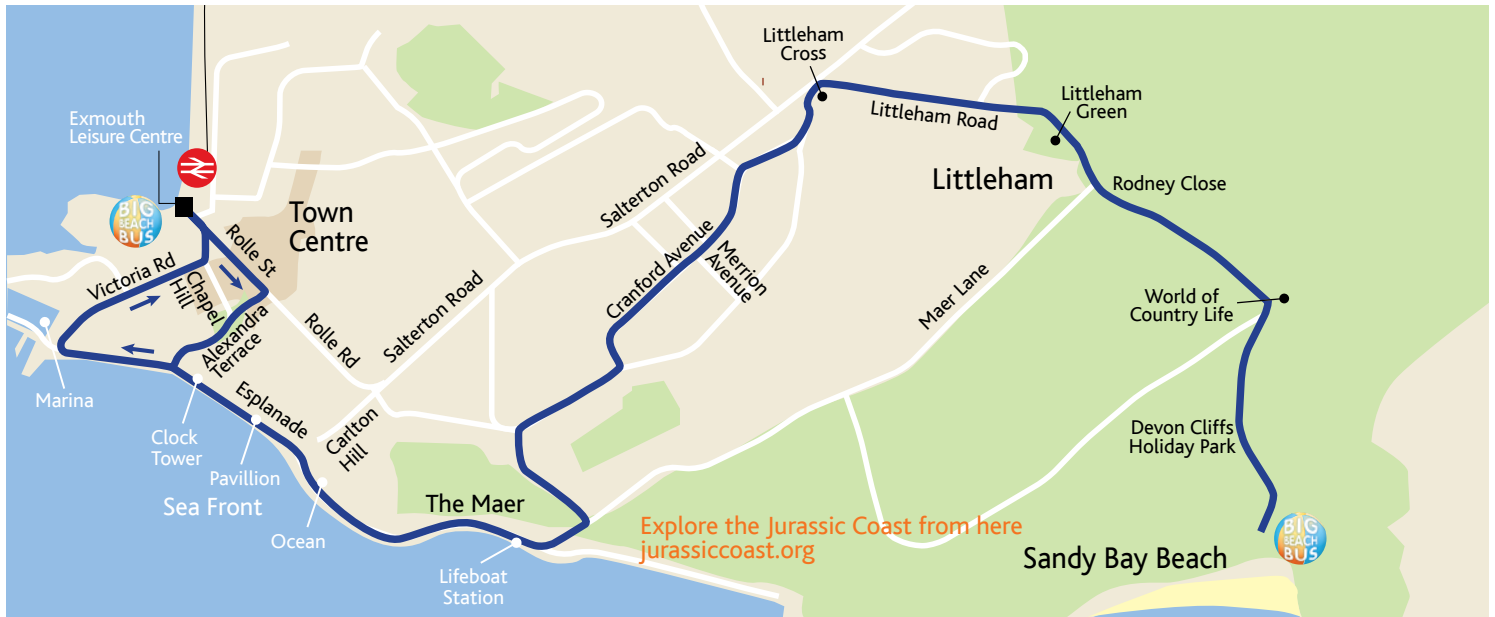 Littleham
Cross
Littleham
Green
Littleham Road
Exmouth
Leisure Centre
Salterton Road
Littleham
Rodney Close
BIG
BEACH
BUS
Town
Centre
Rolle St
Victoria Rd
Chapel
Hill
Cranford Avenue
Merrion
Avenue
Maer Lane
World of
Country Life
Alexandra
Terrace
Rolle Rd
Salterton Road
Marina
Esplanade
Carlton
Hill
Clock
Tower
Pavillion
Devon Cliffs
Holiday Park
Sea Front
The Maer
Ocean
Explore the Jurassic Coast from here
jurassiccoast.org
Lifeboat
Station
Sandy Bay Beach
BIG
BEACH
BUS